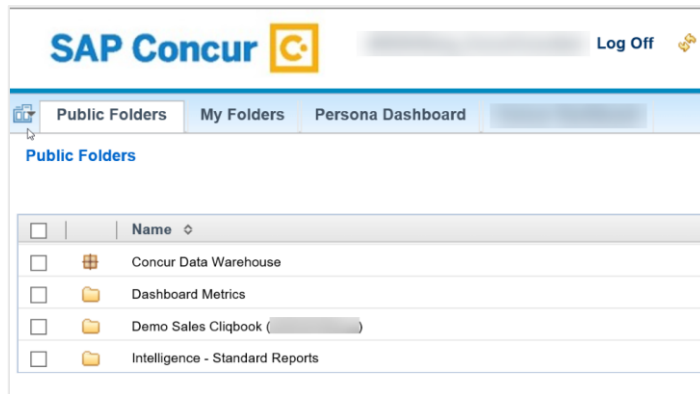 SAP Concur C
Log Off
Public Folders My Folders Persona Dashboard
Public Folders
Name
Concur Data Warehouse
Dashboard Metrics
Demo Sales Cliqbook ( )
Intelligence - Standard Reports